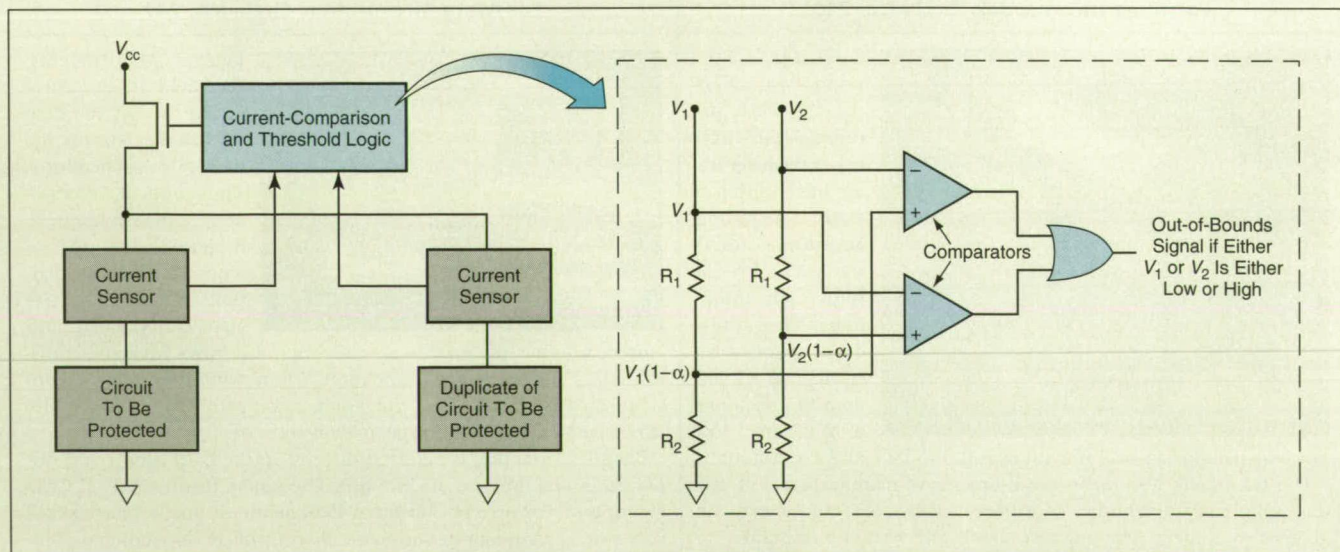 Vcc
Current-Comparison
and Threshold Logic
Current
Sensor
Current
Sensor
Circuit
To Be
Protected
Duplicate of
Circuit To Be
Protected
V1
V2
V1
R1
R1
Comparators
−
+
−
+
V2(1−α)
V1(1−α)
R2
R2
Out-of-Bounds
Signal if Either
V1 or V2 Is Either
Low or High